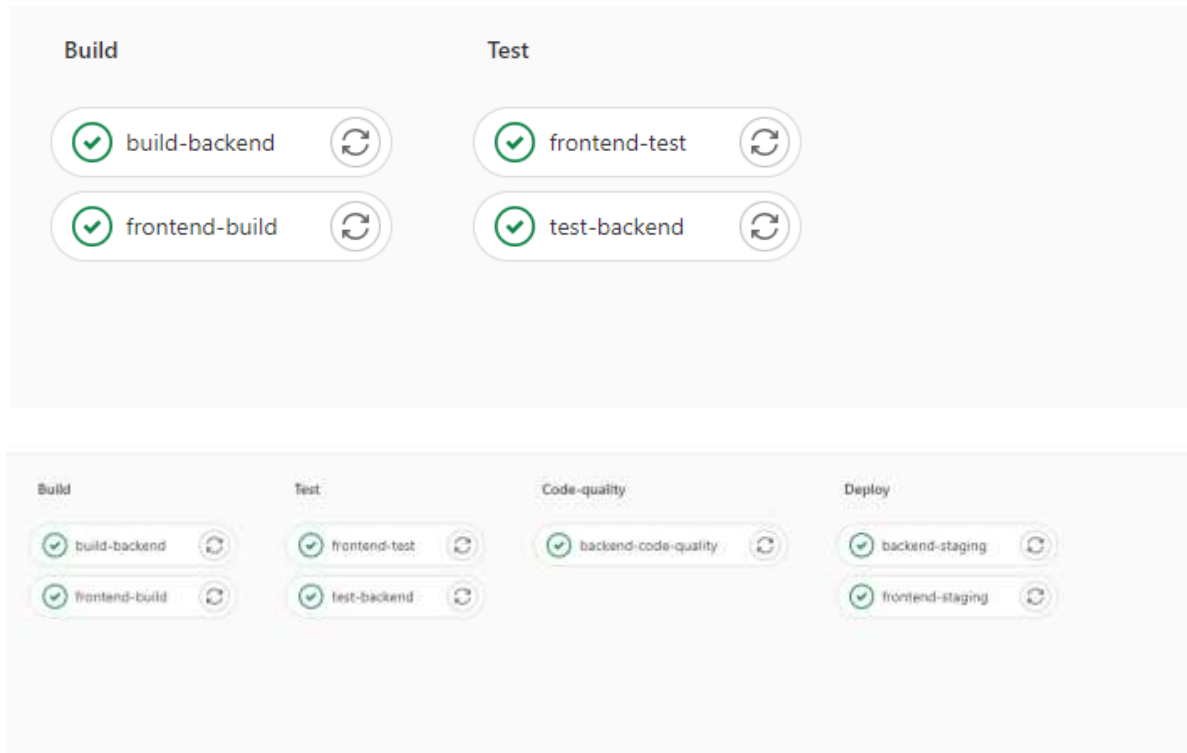 Build Test
build-backend frontend-test
frontend-build test-backend
Build Test Code-quality Deploy
build-backend frontend-test backend-code-quality backend-staging
frontend-build test-backend frontend-staging